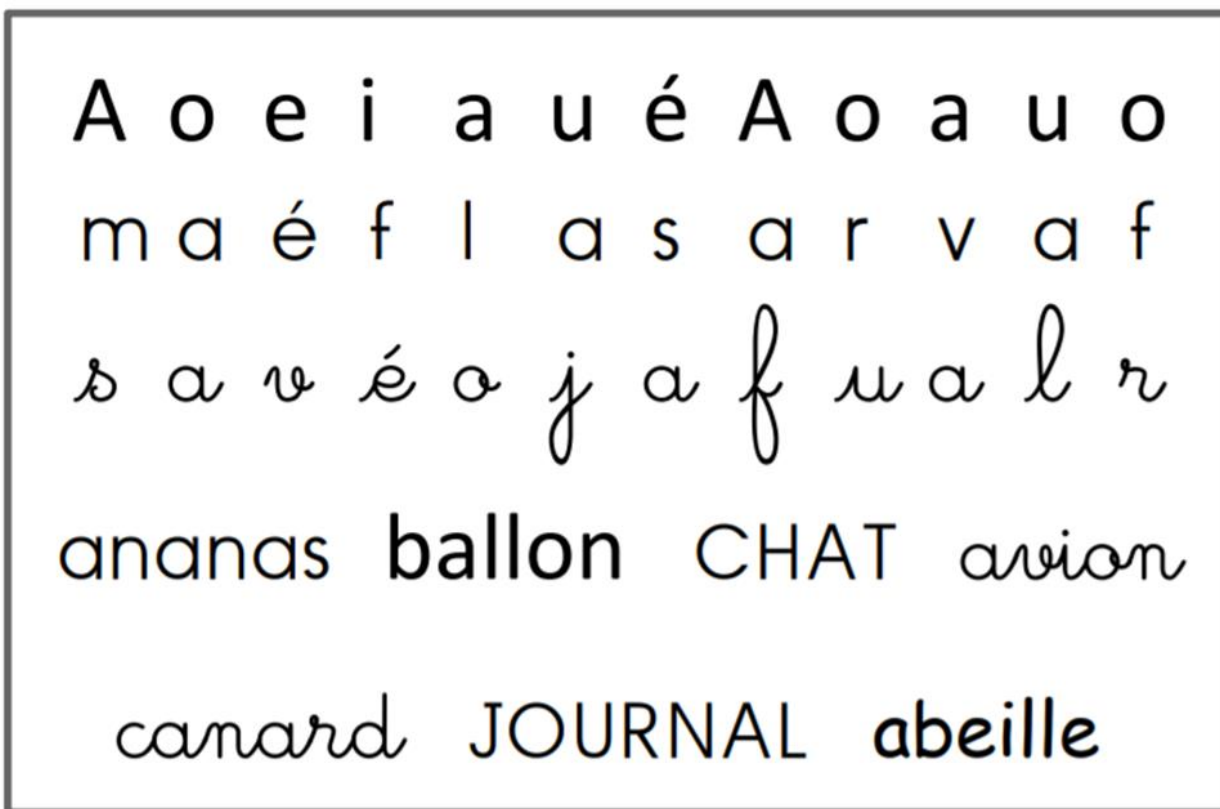 A o e i a u é A o a u o
m a é f l a s a r v a f
s a v é o j a f u a l r
ananas ballon CHAT avion
canard JOURNAL abeille